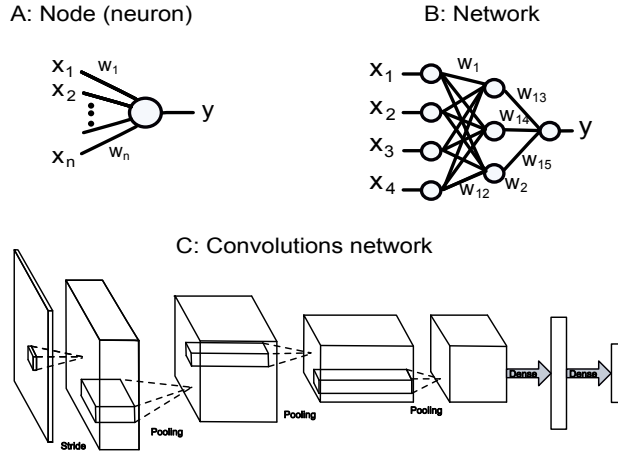 A: Node (neuron)
x1 w1
x2
y
xn wn
B: Network
x1 w1
w13
x2 w14
y
x3 w15
x4 w12 w2
C: Convolutions network
Dense Dense
Stride Pooling Pooling Pooling